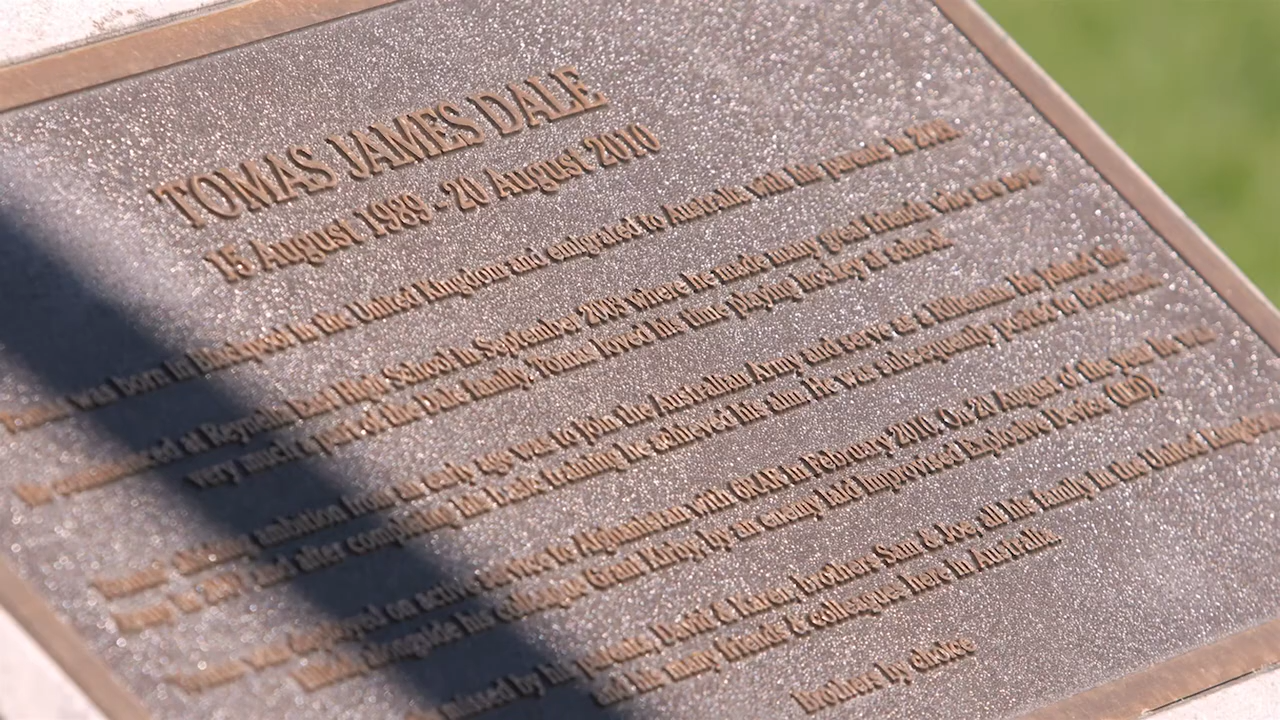 TOMAS JAMES DALE
15 August 1989 - 20 August 2010
was born in Blackpool in the United Kingdom and emigrated to Australia with his parents in 2003.
He commenced at Reynella East High School in September 2003 where he made many great friends who are now
very much a part of the Dale family. Tomas loved his time playing hockey at school.
ambition from an early age was to join the Australian Army and serve as a Rifleman. He joined the
Army in 2007 and after completing his basic training he achieved his aim. He was subsequently posted to Brisbane.
Tomas was deployed on active service to Afghanistan with 6RAR in February 2010. On 20 August of the year he was
killed alongside his colleague Grant Kirby, by an enemy laid Improvised Explosive Device (IED).
missed by his parents David & Karen, brothers Sam & Joe, all his family in the United Kingdom
and his many friends & colleagues here in Australia.
Brothers by choice